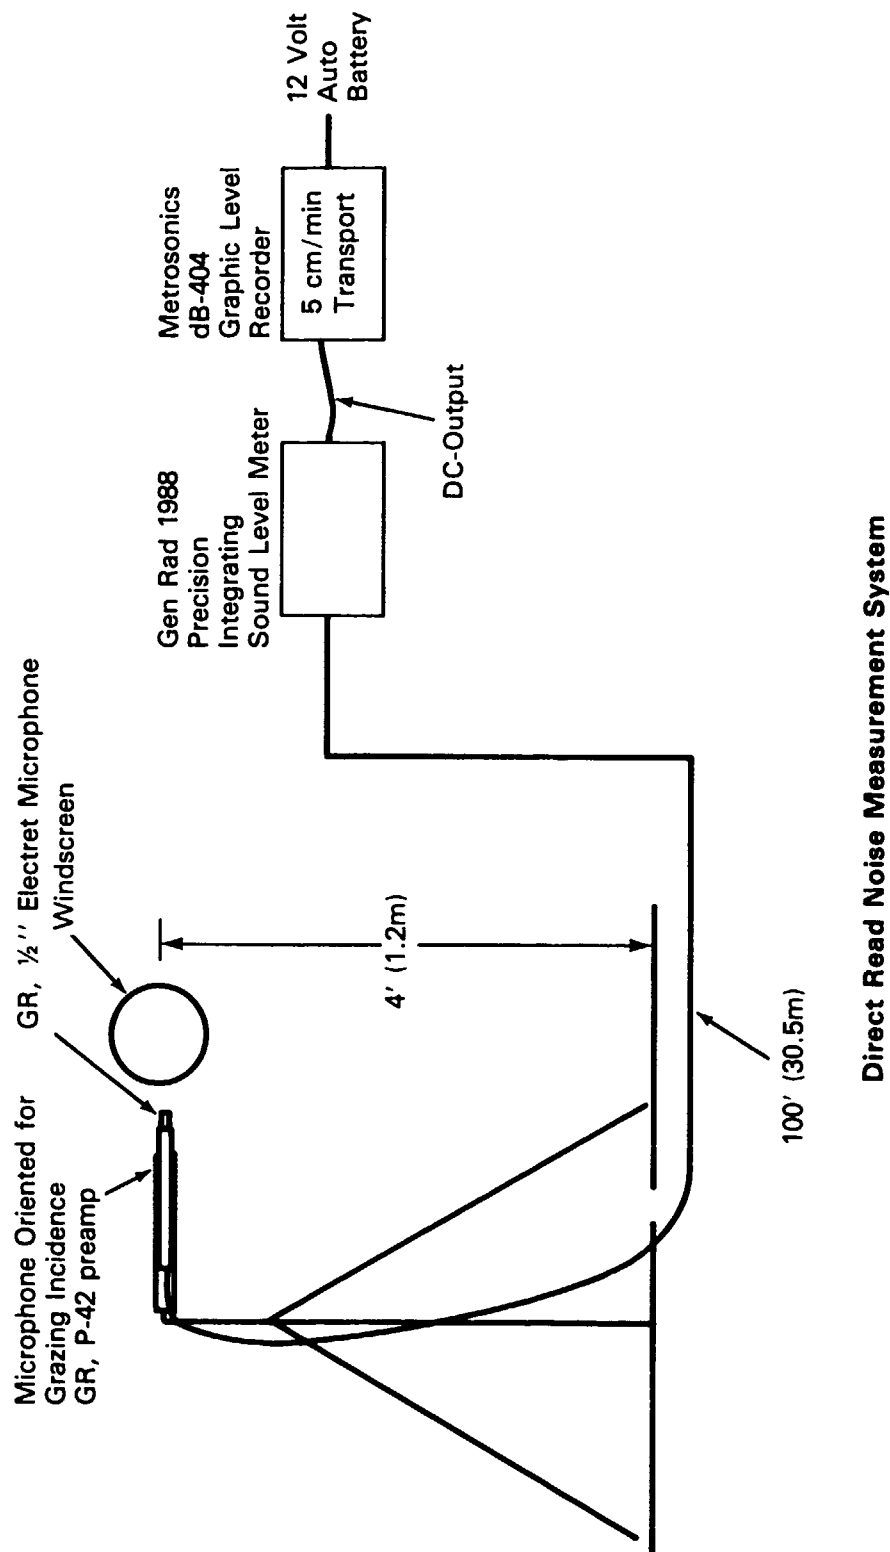 Microphone Oriented for
Grazing Incidence
GR, P-42 preamp
GR, ½'' Electret Microphone
Windscreen
4' (1.2m)
100' (30.5m)
Gen Rad 1988
Precision
Integrating
Sound Level Meter
DC-Output
Metrosonics
dB-404
Graphic Level
Recorder
5 cm/min
Transport
12 Volt
Auto
Battery
Direct Read Noise Measurement System